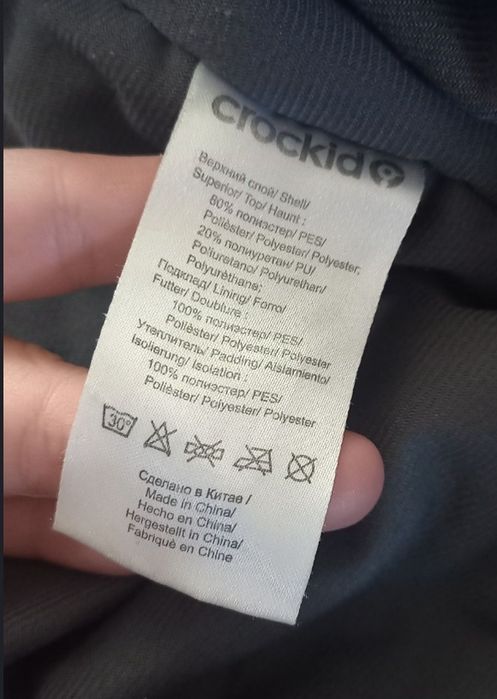 crockid
Верхний слой/ Shell/
Superior/ Top/ Haunt :
80% полиэстер/ PES/
Poliéster/ Polyester/ Polyester;
20% полиуретан/ PU/
Poliuretano/ Polyurethan/
Polyuréthane;
Подклад/ Lining/ Forro/
Futter/ Doublure :
100% полиэстер/ PES/
Poliéster/ Polyester/ Polyester
Утеплитель/ Padding/ Aislamiento/
Isolierung/ Isolation :
100% полиэстер/ PES/
Poliéster/ Polyester/ Polyester
30°
Сделано в Китае /
Made in China/
Hecho en China/
Hergestellt in China/
Fabriqué en Chine